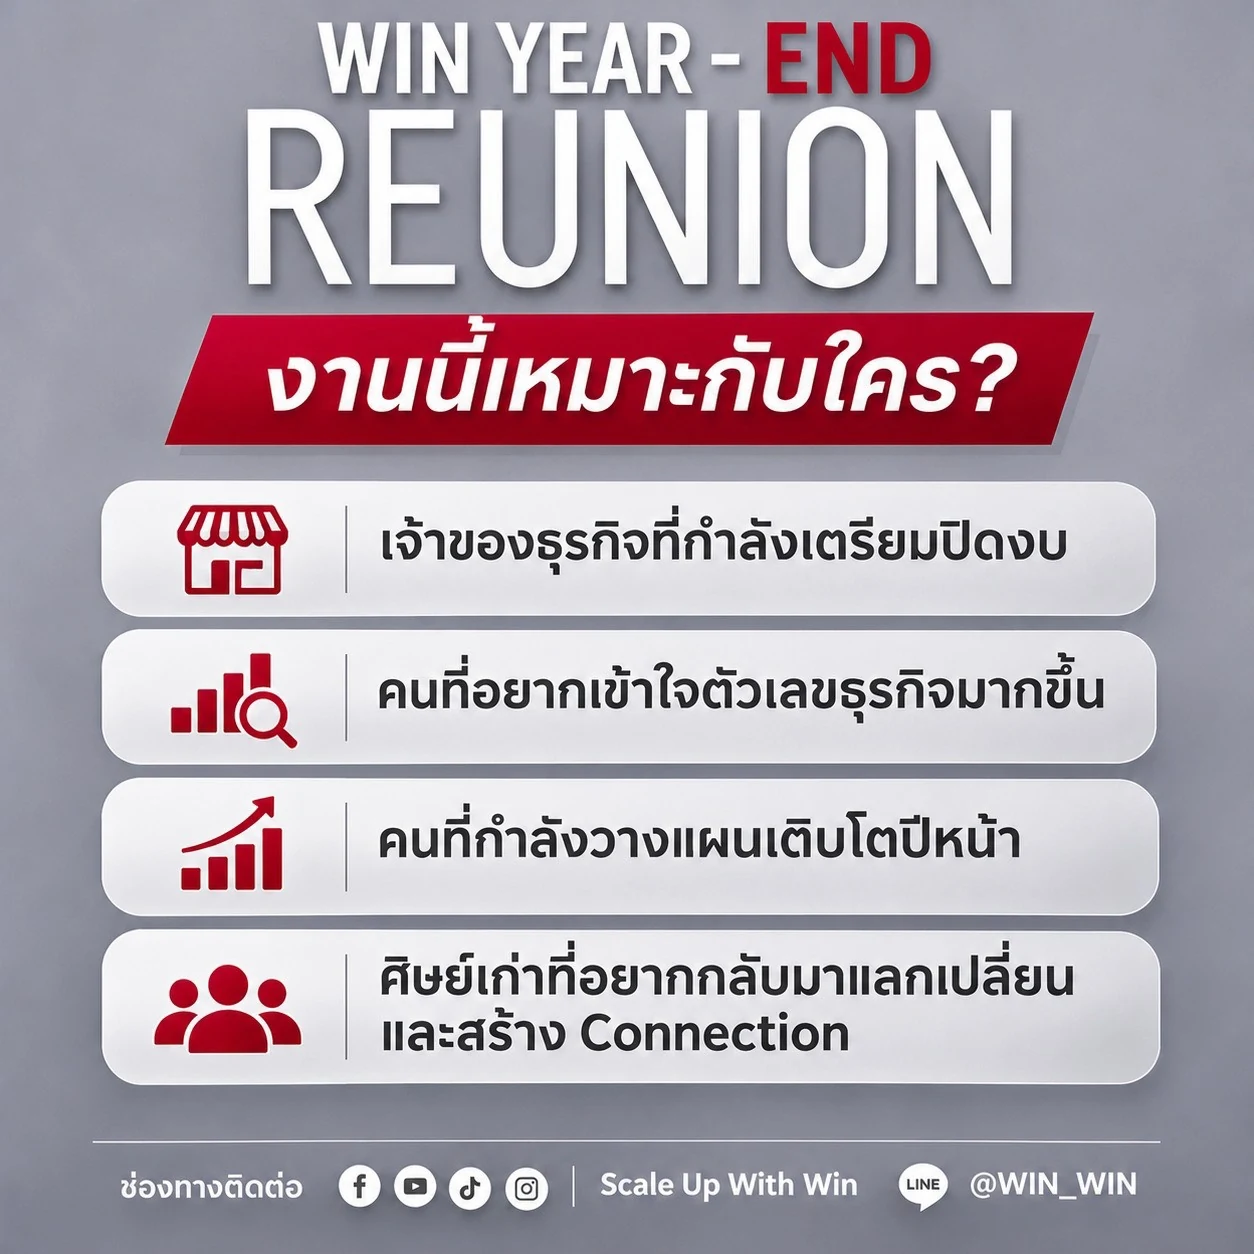 WIN YEAR - END
REUNION
งานนี้เหมาะกับใคร?
เจ้าของธุรกิจที่กำลังเตรียมปิดงบ
คนที่อยากเข้าใจตัวเลขธุรกิจมากขึ้น
คนที่กำลังวางแผนเติบโตปีหน้า
ศิษย์เก่าที่อยากกลับมาแลกเปลี่ยน
และสร้าง Connection
ช่องทางติดต่อ Scale Up With Win LINE @WIN_WIN